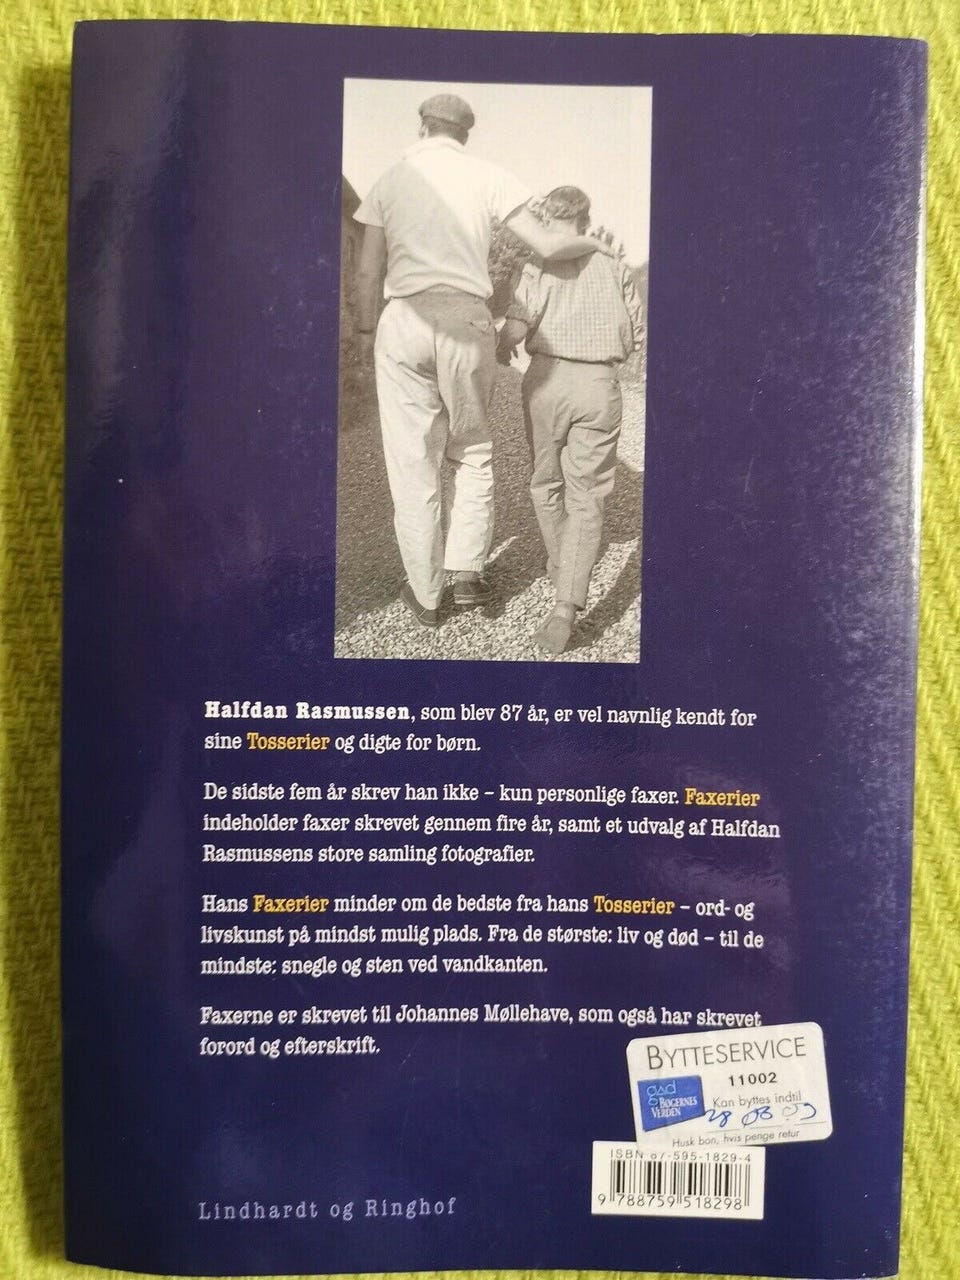 Halfdan Rasmussen, som blev 87 år, er vel navnlig kendt for
sine Tosserier og digte for børn.
De sidste fem år skrev han ikke – kun personlige faxer. Faxerier
indeholder faxer skrevet gennem fire år, samt et udvalg af Halfdan
Rasmussens store samling fotografier.
Hans Faxerier minder om de bedste fra hans Tosserier – ord- og
livskunst på mindst mulig plads. Fra de største: liv og død – til de
mindste: snegle og sten ved vandkanten.
Faxerne er skrevet til Johannes Møllehave, som også har skrevet
forord og efterskrift.
BYTTESERVICE
11002
gad
BØGERNES
VERDEN
Kan byttes indtil
28 08 03
Husk bon, hvis penge retur
ISBN 87-595-1829-4
9 788759 518298
Lindhardt og Ringhof